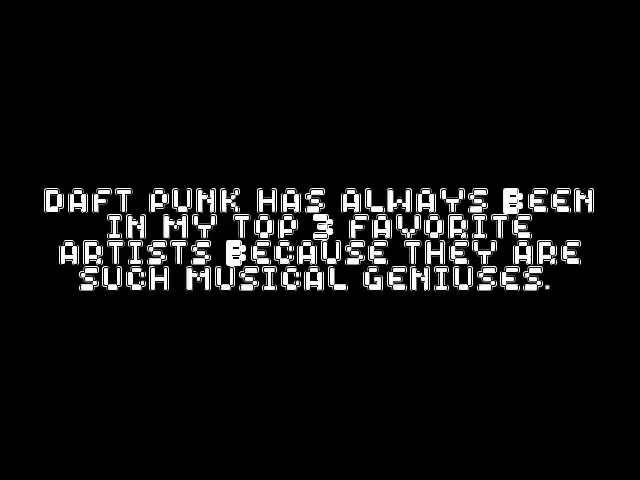 DAFT PUNK HAS ALWAYS BEEN
IN MY TOP 3 FAVORITE
ARTISTS BECAUSE THEY ARE
SUCH MUSICAL GENIUSES.